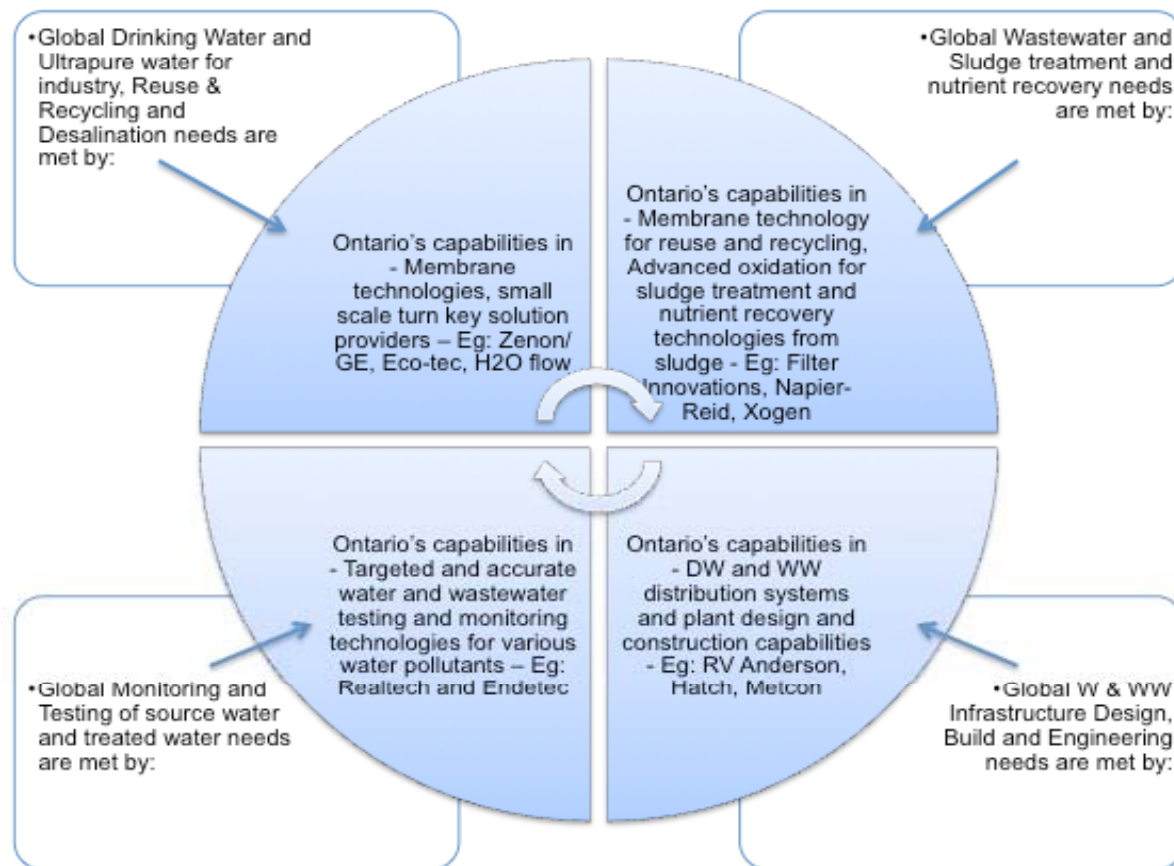 •Global Drinking Water and
Ultrapure water for
industry, Reuse &
Recycling and
Desalination needs are
met by:
•Global Wastewater and
Sludge treatment and
nutrient recovery needs
are met by:
Ontario's capabilities in
- Membrane
technologies, small
scale turn key solution
providers – Eg: Zenon/
GE, Eco-tec, H2O flow
Ontario's capabilities in
- Membrane technology
for reuse and recycling,
Advanced oxidation for
sludge treatment and
nutrient recovery
technologies from
sludge - Eg: Filter
Innovations, Napier-
Reid, Xogen
Ontario's capabilities in
- Targeted and accurate
water and wastewater
testing and monitoring
technologies for various
water pollutants – Eg:
Realtech and Endetec
Ontario's capabilities in
- DW and WW
distribution systems
and plant design and
construction capabilities
- Eg: RV Anderson,
Hatch, Metcon
•Global Monitoring and
Testing of source water
and treated water needs
are met by:
•Global W & WW
Infrastructure Design,
Build and Engineering
needs are met by: